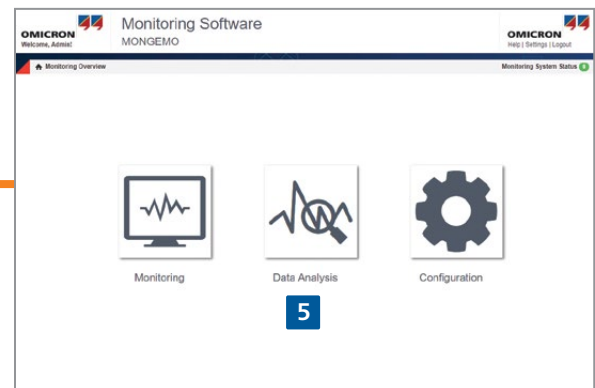 OMICRON
Welcome, Admin!
Monitoring Software
MONGEMO
OMICRON
Help | Settings | Logout
Monitoring Overview
Monitoring System Status
Monitoring
Data Analysis
Configuration
5